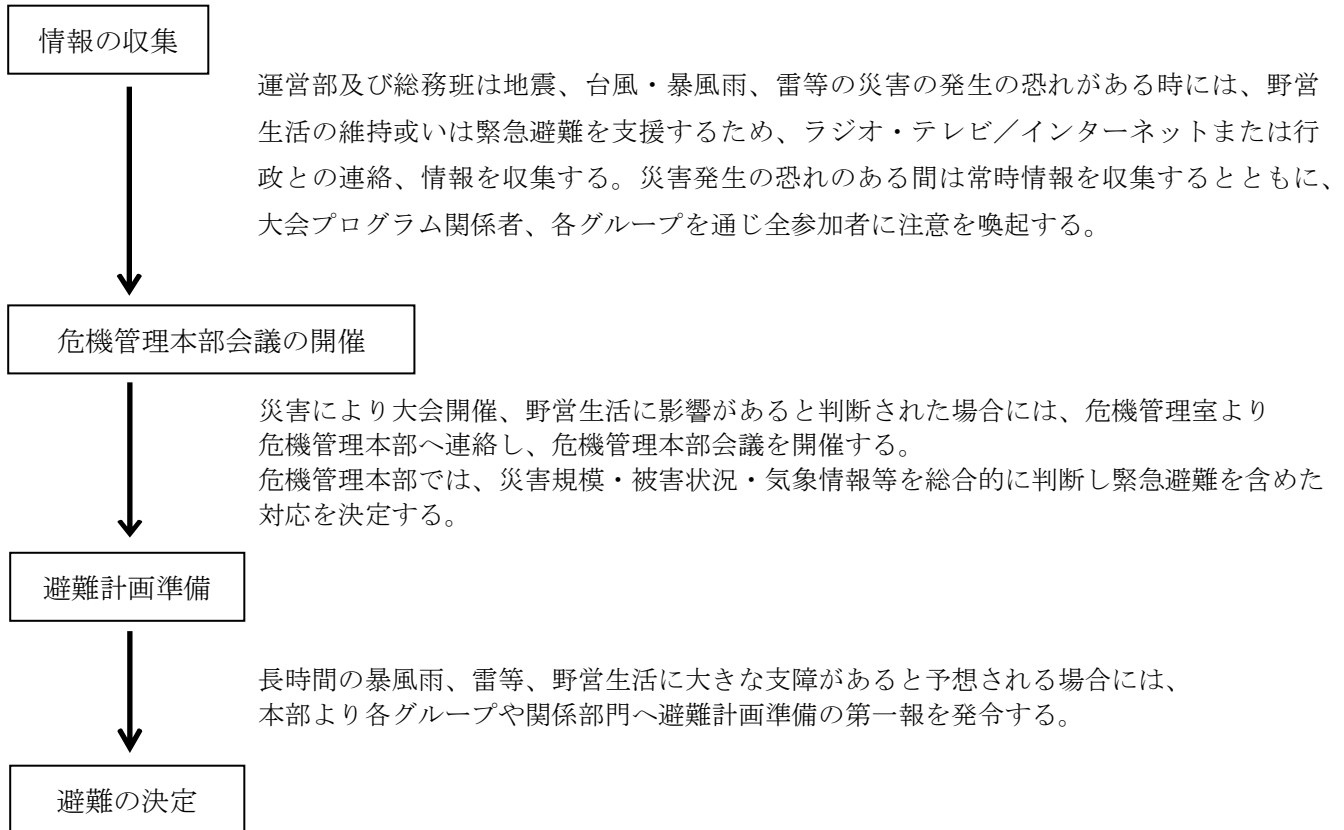 情報の収集
運営部及び総務班は地震、台風・暴風雨、雷等の災害の発生の恐れがある時には、野営
生活の維持或いは緊急避難を支援するため、ラジオ・テレビ／インターネットまたは行
政との連絡、情報を収集する。災害発生の恐れのある間は常時情報を収集するとともに、
大会プログラム関係者、各グループを通じ全参加者に注意を喚起する。
危機管理本部会議の開催
災害により大会開催、野営生活に影響があると判断された場合には、危機管理室より
危機管理本部へ連絡し、危機管理本部会議を開催する。
危機管理本部では、災害規模・被害状況・気象情報等を総合的に判断し緊急避難を含めた
対応を決定する。
避難計画準備
長時間の暴風雨、雷等、野営生活に大きな支障があると予想される場合には、
本部より各グループや関係部門へ避難計画準備の第一報を発令する。
避難の決定